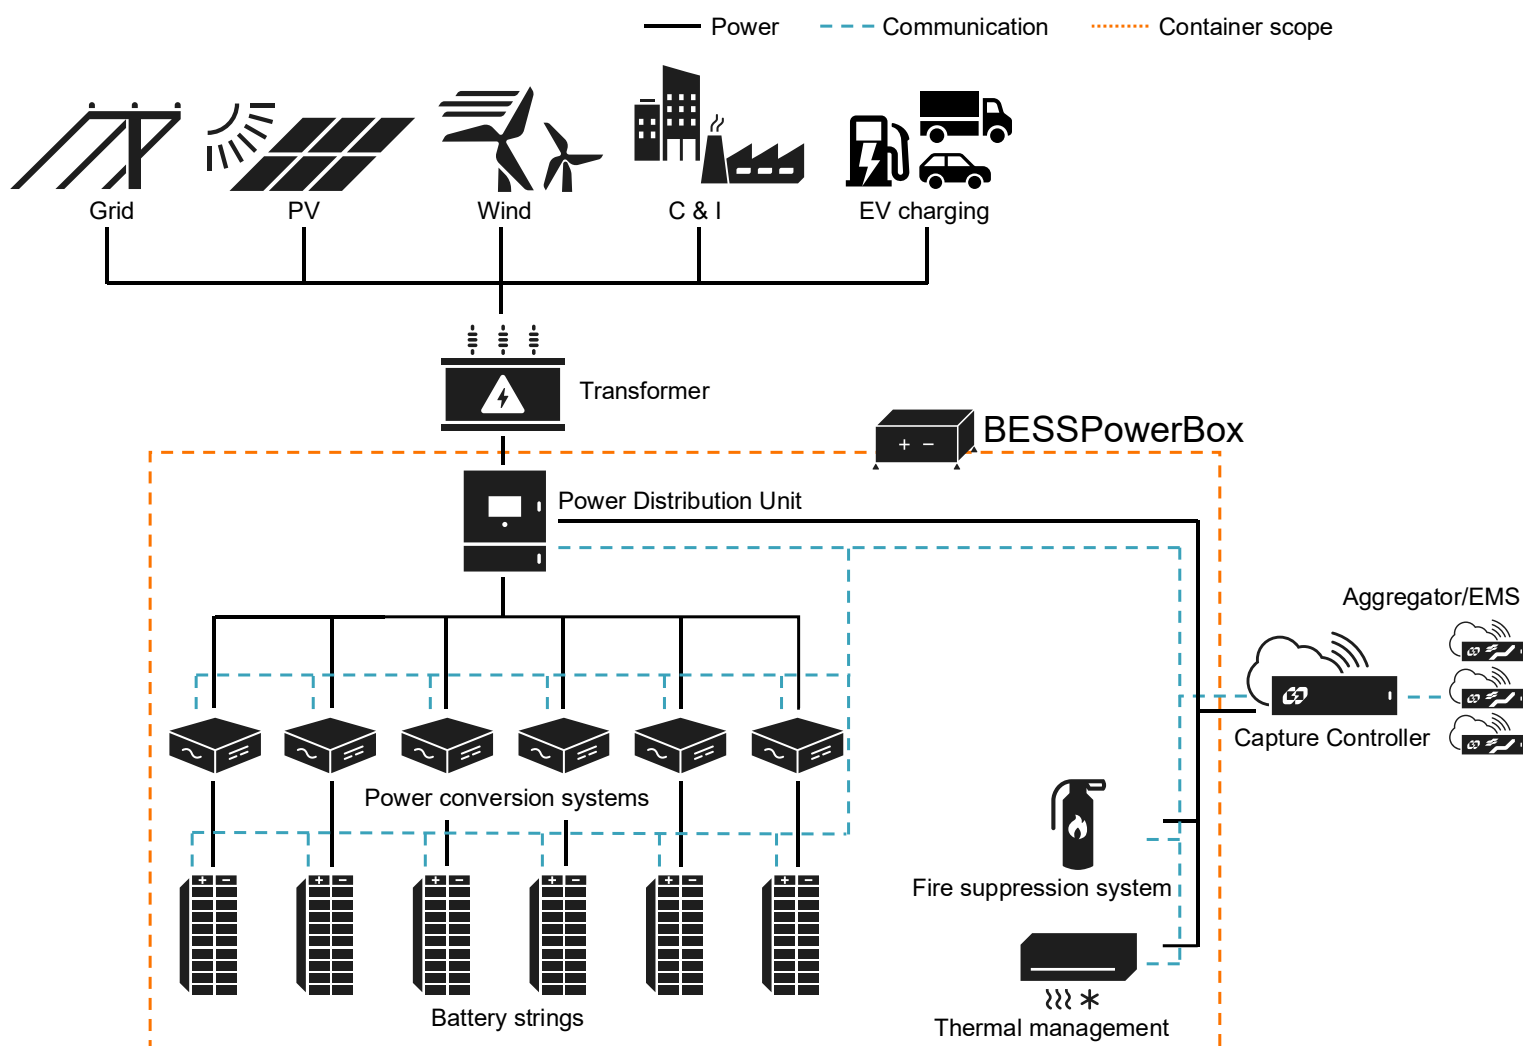 Power
Communication
Container scope
Grid
PV
Wind
C & I
EV charging
Transformer
BESSPowerBox
Power Distribution Unit
Aggregator/EMS
Capture Controller
Power conversion systems
Fire suppression system
Battery strings
Thermal management